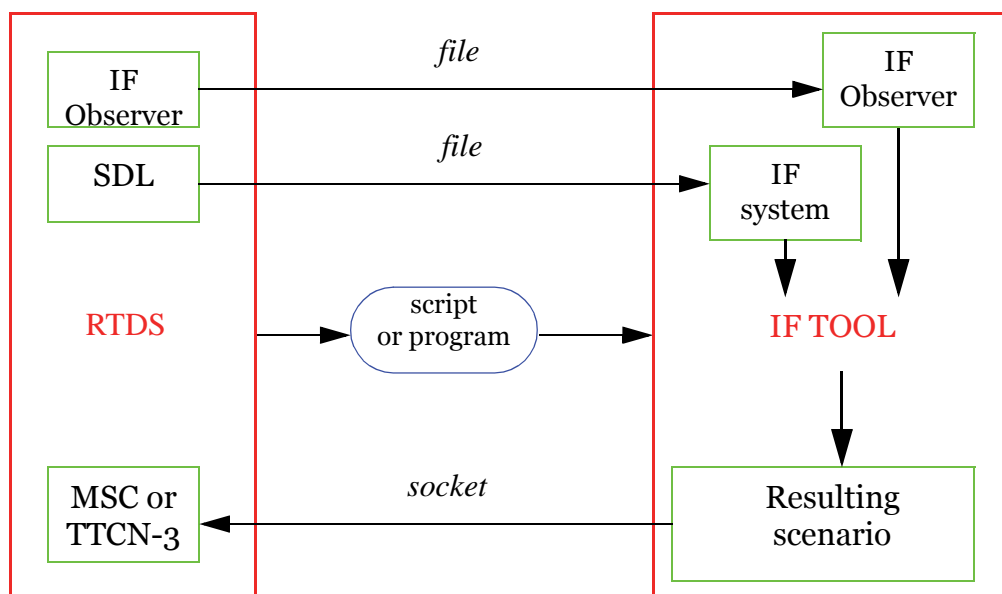 file
IF
Observer
IF
Observer
file
SDL
IF
system
script
or program
RTDS
IF TOOL
socket
MSC or
TTCN-3
Resulting
scenario